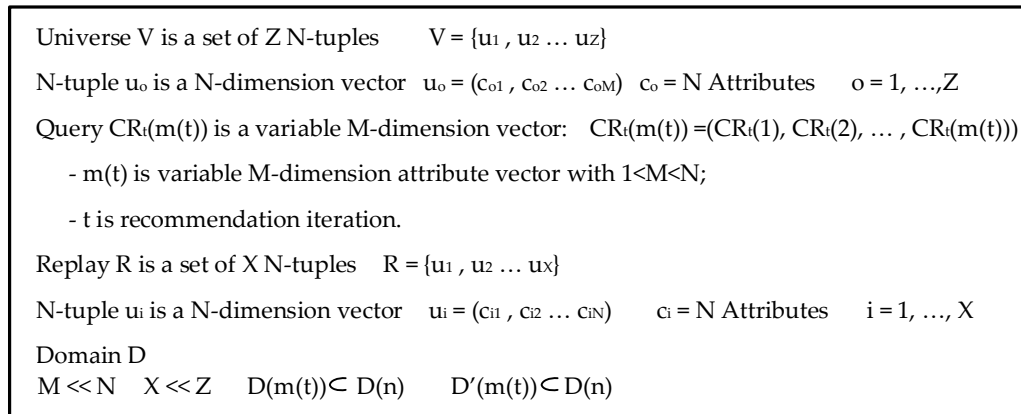 Universe V is a set of Z N-tuples V = {u1 , u2 … uZ}
N-tuple uo is a N-dimension vector uo = (co1 , co2 … coM) co = N Attributes o = 1, …,Z
Query CRt(m(t)) is a variable M-dimension vector: CRt(m(t)) =(CRt(1), CRt(2), … , CRt(m(t)))
- m(t) is variable M-dimension attribute vector with 1<M<N;
- t is recommendation iteration.
Replay R is a set of X N-tuples R = {u1 , u2 … uX}
N-tuple ui is a N-dimension vector ui = (ci1 , ci2 … ciN) ci = N Attributes i = 1, …, X
Domain D
M << N X << Z D(m(t))⊂ D(n) D’(m(t))⊂ D(n)